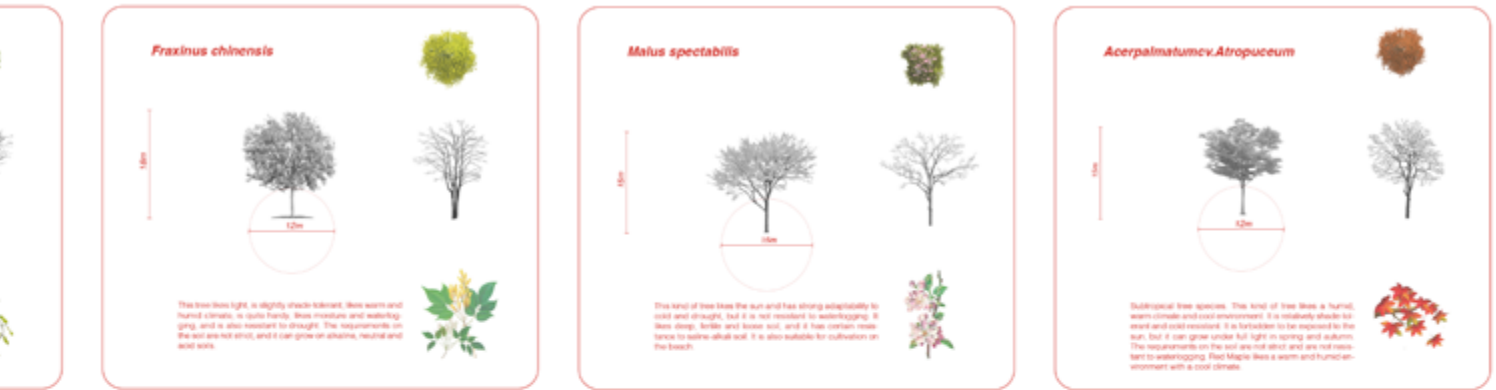 Fraxinus chinensis
18m
12m
This tree likes light, is slightly shade-tolerant, likes warm and
humid climate, is quite hardy, likes moisture and waterlog-
ging, and is also resistant to drought. The requirements on
the soil are not strict, and it can grow on alkaline, neutral and
acid soils.
Malus spectabilis
15m
This kind of tree likes the sun and has strong adaptability to
cold and drought, but it is not resistant to waterlogging. It
likes deep, fertile and loose soil, and it has certain resis-
tance to saline-alkali soil. It is also suitable for cultivation on
the beach.
Acerpalmatumcv.Atropuceum
12m
Subtropical tree species. This kind of tree likes a humid,
warm climate and cool environment. It is relatively shade-tol-
erant and cold-resistant. It is forbidden to be exposed to the
sun, but it can grow under full light in spring and autumn.
The requirements on the soil are not strict and are not resis-
tant to waterlogging. Red Maple likes a warm and humid en-
vironment with a cool climate.